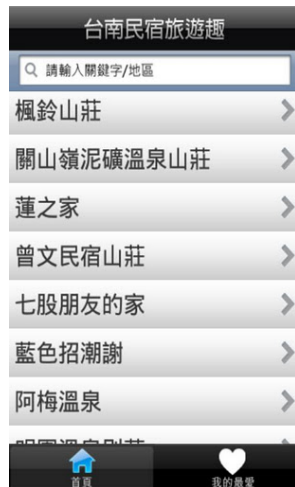 台南民宿旅遊趣
請輸入關鍵字/地區
楓鈴山莊
關山嶺泥礦溫泉山莊
蓮之家
曾文民宿山莊
七股朋友的家
藍色招潮謝
阿梅溫泉
首頁
我的最愛